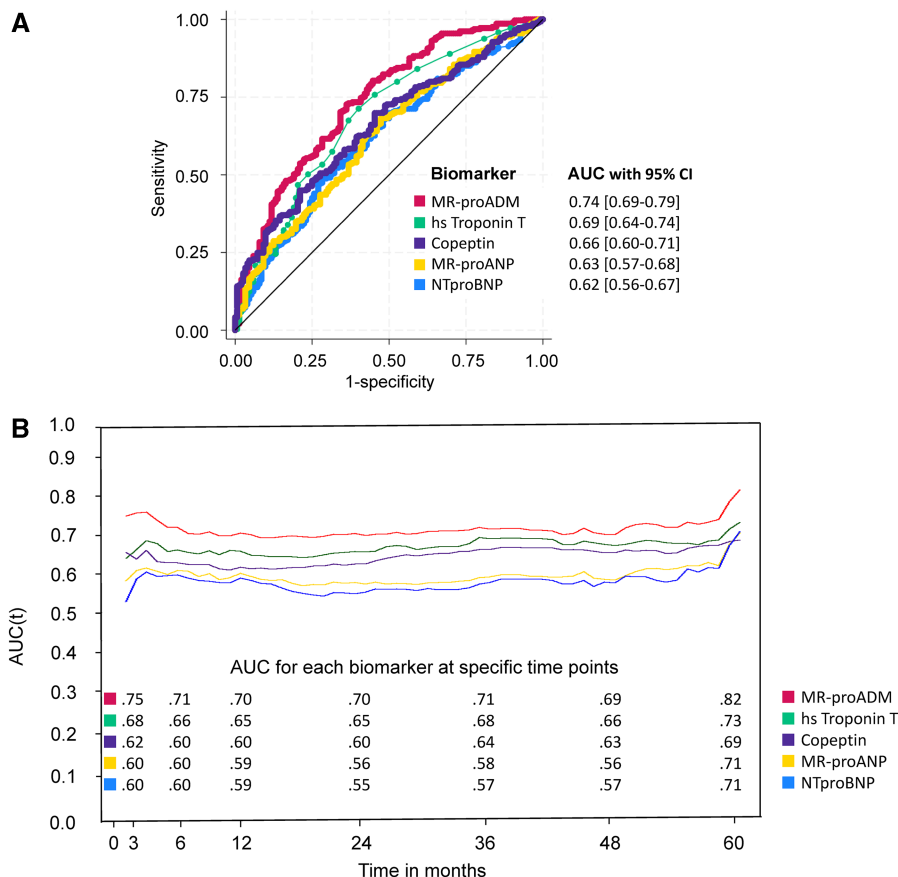 A
1.00
0.75
0.50
0.25
0.00
Sensitivity
Biomarker AUC with 95% CI
MR-proADM 0.74 [0.69-0.79]
hs Troponin T 0.69 [0.64-0.74]
Copeptin 0.66 [0.60-0.71]
MR-proANP 0.63 [0.57-0.68]
NTproBNP 0.62 [0.56-0.67]
0.00 0.25 0.50 0.75 1.00
1-specificity
B
1.0
0.9
0.8
0.7
0.6
0.5
0.4
0.3
0.2
0.1
0.0
AUC(t)
AUC for each biomarker at specific time points
.75 .71 .70 .70 .71 .69 .82
.68 .66 .65 .65 .68 .66 .73
.62 .60 .60 .60 .64 .63 .69
.60 .60 .59 .56 .58 .56 .71
.60 .60 .59 .55 .57 .57 .71
MR-proADM
hs Troponin T
Copeptin
MR-proANP
NTproBNP
0 3 6 12 24 36 48 60
Time in months